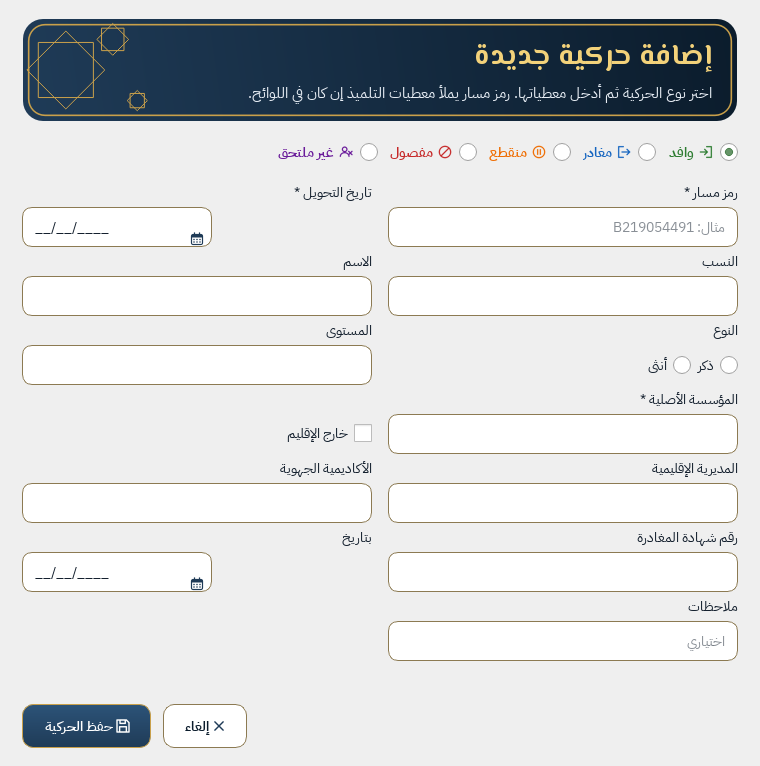 إضافة حركية جديدة
اختر نوع الحركية ثم أدخل معطياتها. رمز مسار يملأ معطيات التلميذ إن كان في اللوائح.
وافد مغادر منقطع مفصول غير ملتحق
رمز مسار * تاريخ التحويل *
مثال: B219054491 __/__/____
النسب الاسم
النوع المستوى
ذكر أنثى
المؤسسة الأصلية *
خارج الإقليم
المديرية الإقليمية الأكاديمية الجهوية
رقم شهادة المغادرة بتاريخ
__/__/____
ملاحظات
اختياري
إلغاء حفظ الحركية